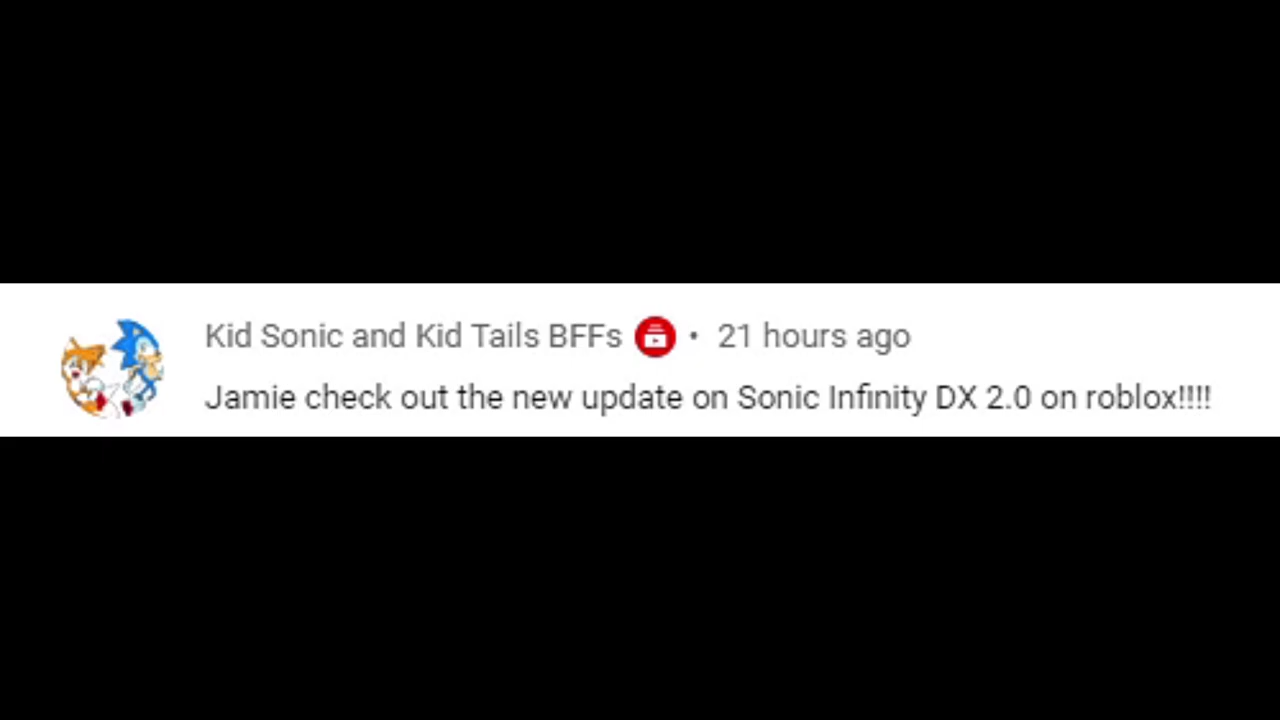 Kid Sonic and Kid Tails BFFs • 21 hours ago
Jamie check out the new update on Sonic Infinity DX 2.0 on roblox!!!!